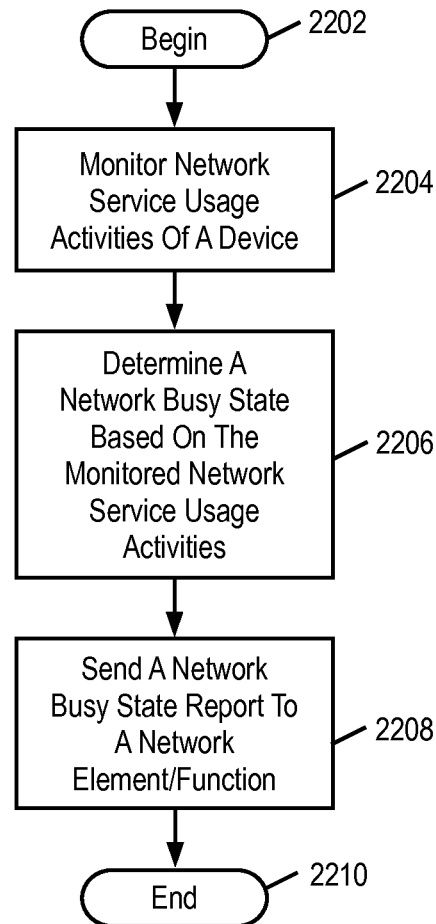 Begin
2202
Monitor Network
Service Usage
Activities Of A Device
2204
Determine A
Network Busy State
Based On The
Monitored Network
Service Usage
Activities
2206
Send A Network
Busy State Report To
A Network
Element/Function
2208
End
2210